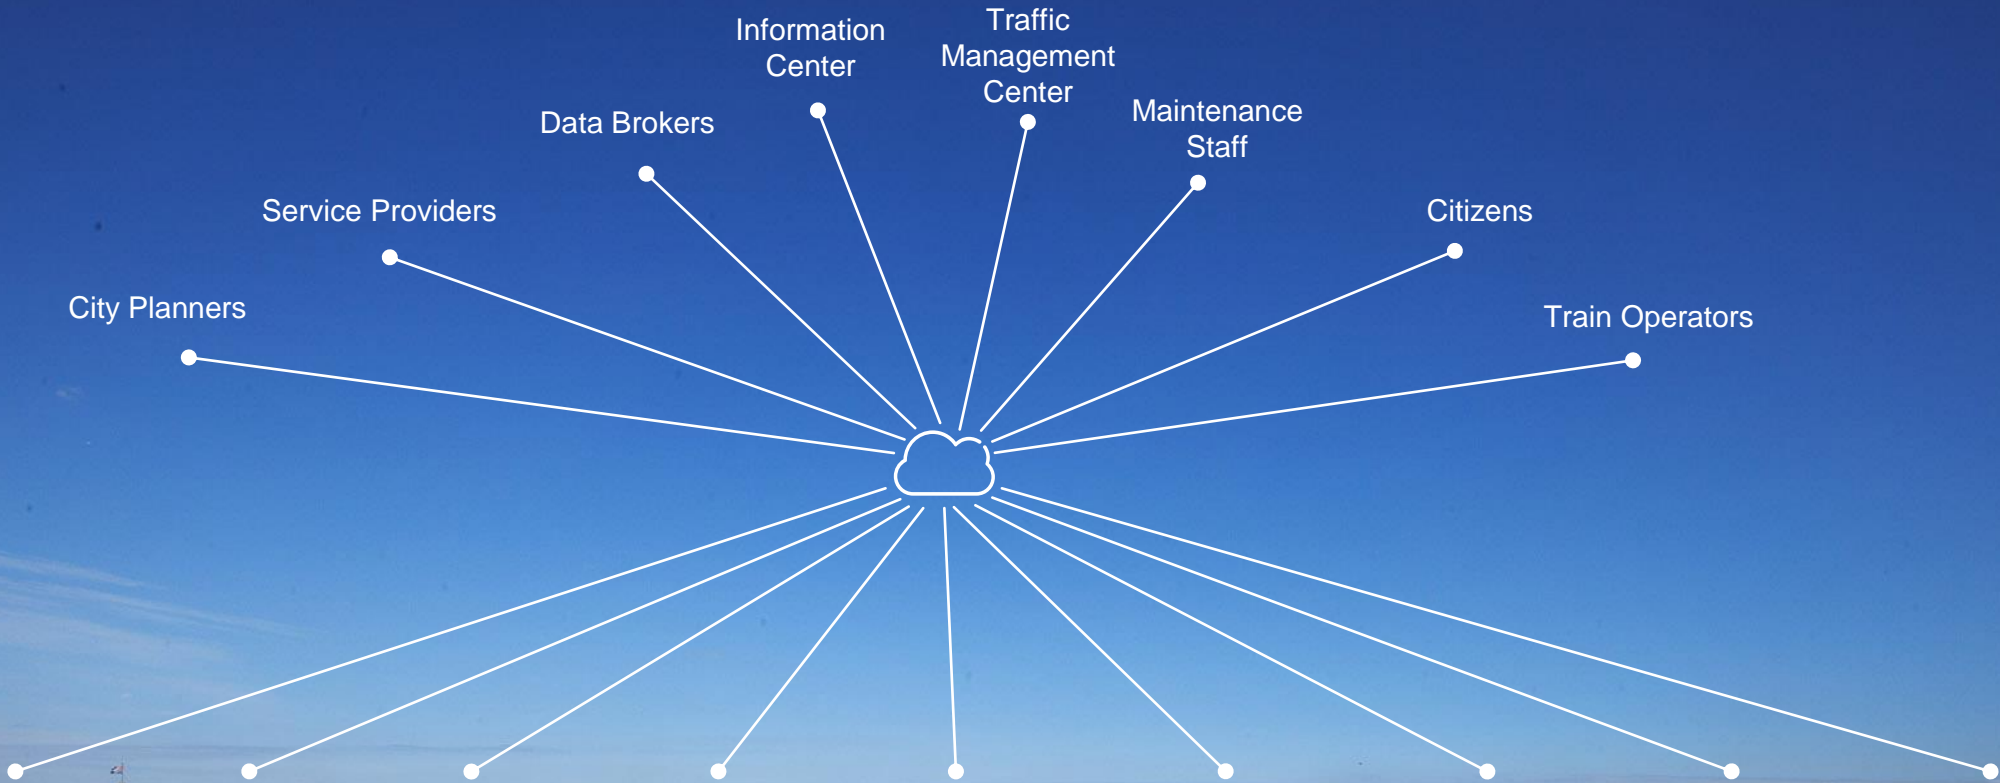 Information
Center
Traffic
Management
Center
Data Brokers
Maintenance
Staff
Service Providers
Citizens
City Planners
Train Operators